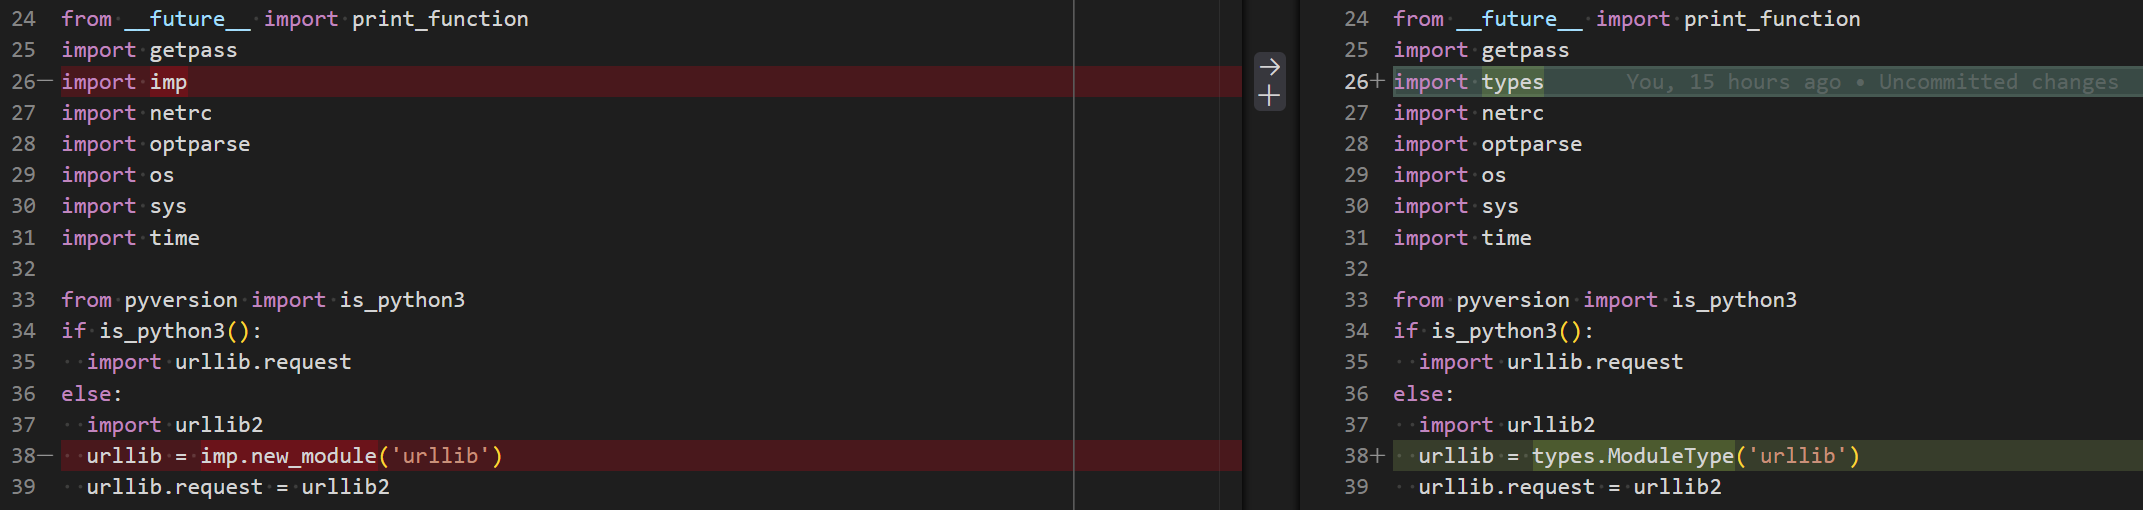 24 from __future__ import print_function
25 import getpass
26— import imp
27 import netrc
28 import optparse
29 import os
30 import sys
31 import time
32
33 from pyversion import is_python3
34 if is_python3():
35 ··import urllib.request
36 else:
37 ··import urllib2
38— ··urllib = imp.new_module('urllib')
39 ··urllib.request = urllib2
24 from __future__ import print_function
25 import getpass
26+ import types You, 15 hours ago • Uncommitted changes
27 import netrc
28 import optparse
29 import os
30 import sys
31 import time
32
33 from pyversion import is_python3
34 if is_python3():
35 ··import urllib.request
36 else:
37 ··import urllib2
38+ ··urllib = types.ModuleType('urllib')
39 ··urllib.request = urllib2